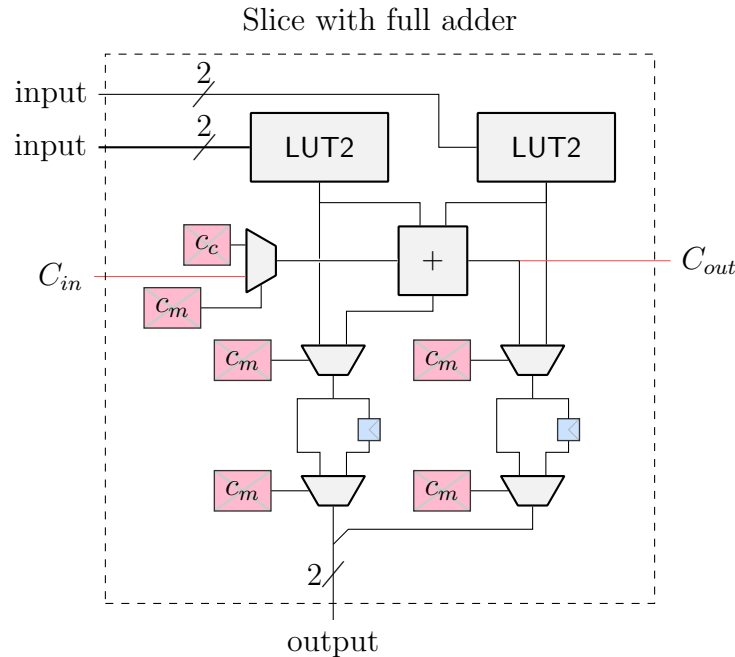 Slice with full adder
input
2
input
2
LUT2
LUT2
c_c
+
C_in
C_out
c_m
c_m
c_m
c_m
c_m
2
output